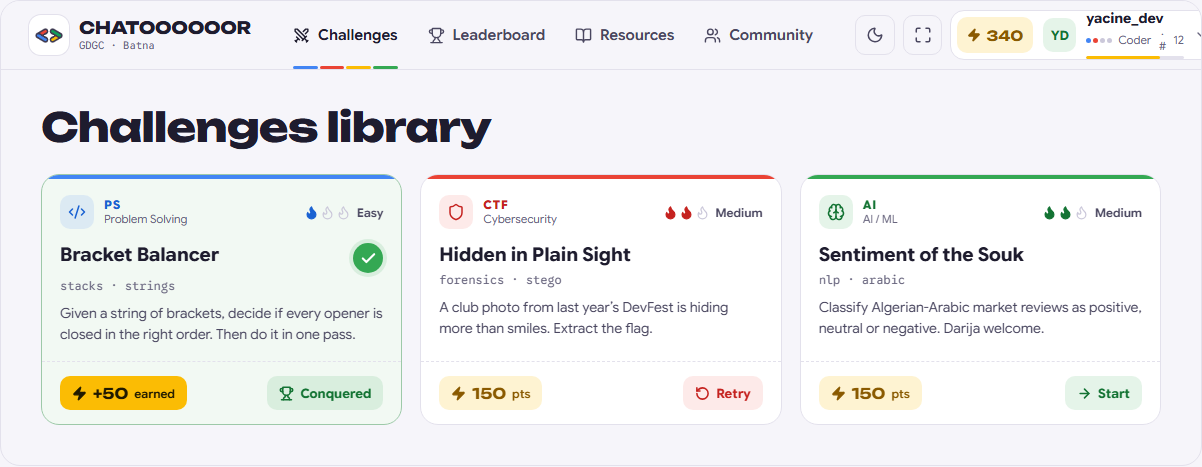 CHATOOOOOOR
GDGC · Batna
Challenges
Leaderboard
Resources
Community
340
YD
yacine_dev
Coder · # 12
Challenges library
PS
Problem Solving
Easy
Bracket Balancer
stacks · strings
Given a string of brackets, decide if every opener is
closed in the right order. Then do it in one pass.
+50 earned
Conquered
CTF
Cybersecurity
Medium
Hidden in Plain Sight
forensics · stego
A club photo from last year’s DevFest is hiding
more than smiles. Extract the flag.
150 pts
Retry
AI
AI / ML
Medium
Sentiment of the Souk
nlp · arabic
Classify Algerian-Arabic market reviews as positive,
neutral or negative. Darija welcome.
150 pts
Start